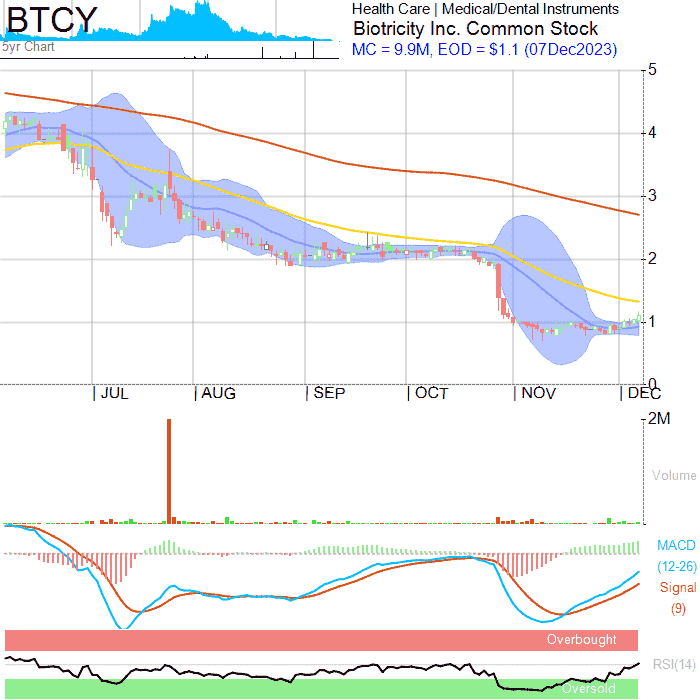 BTCY
5yr Chart
Health Care | Medical/Dental Instruments
Biotricity Inc. Common Stock
MC = 9.9M, EOD = $1.1 (07Dec2023)
5
4
3
2
1
0
JUL
AUG
SEP
OCT
NOV
DEC
2M
Volume
MACD
(12-26)
Signal
(9)
Overbought
RSI(14)
Oversold